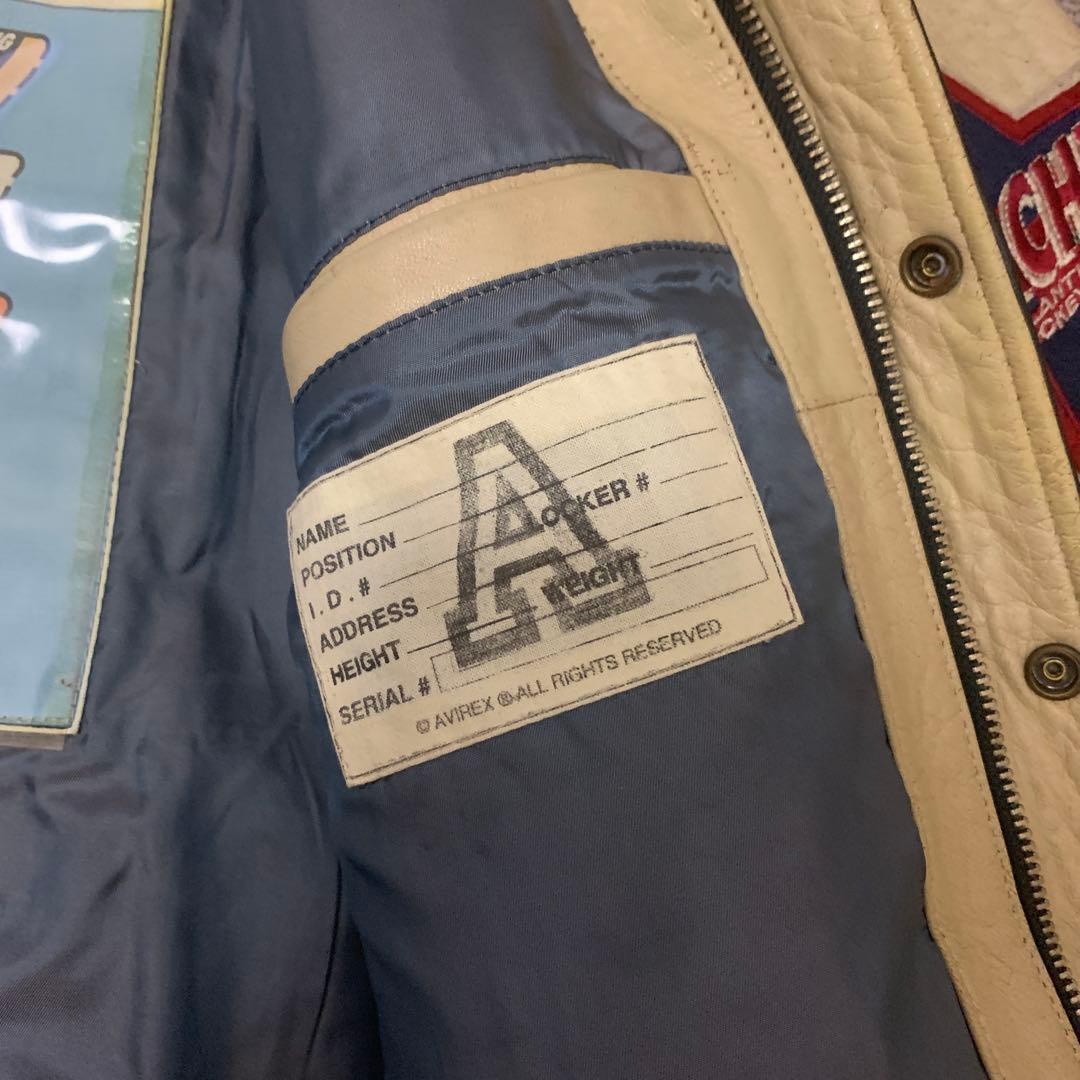 NAME
POSITION
I.D.# LOCKER #
ADDRESS
HEIGHT WEIGHT
SERIAL #
© AVIREX ® ALL RIGHTS RESERVED
A